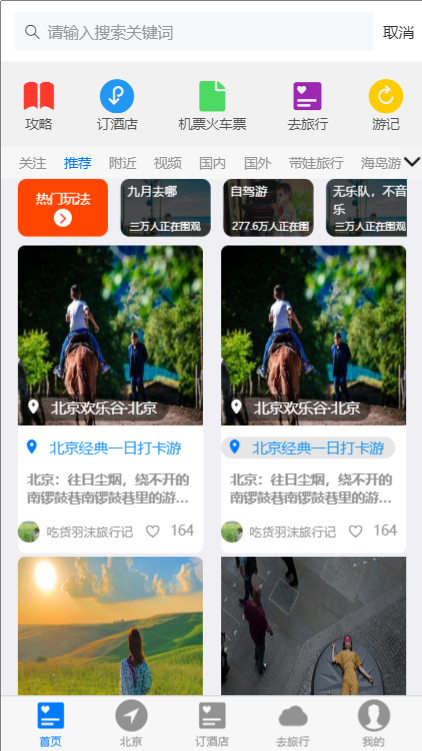 请输入搜索关键词 取消
攻略 订酒店 机票火车票 去旅行 游记
关注 推荐 附近 视频 国内 国外 带娃旅行 海岛游
热门玩法
九月去哪
三万人正在围观
自驾游
277.6万人正在围
无乐队，不音
乐
三万人正在围观
北京欢乐谷·北京 北京欢乐谷·北京
北京经典一日打卡游 北京经典一日打卡游
北京：往日尘烟，绕不开的 北京：往日尘烟，绕不开的
南锣鼓巷南锣鼓巷里的游... 南锣鼓巷南锣鼓巷里的游...
吃货羽沫旅行记 164 吃货羽沫旅行记 164
首页 北京 订酒店 去旅行 我的